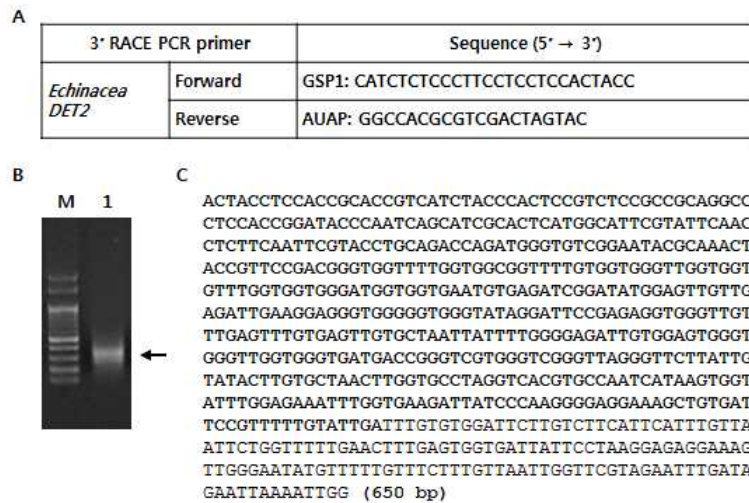 A
3' RACE PCR primer
Sequence (5' → 3')
Echinacea DET2
Forward
GSP1: CATCTCTCCCTTCCTCCTCCACTACC
Reverse
AUAP: GGCCACGCGTCGACTAGTAC
B
M 1
C
ACTACCTCCACCGCACCGTCATCTACCCACTCCGTCTCCGCCGCAGGCC
CTCCACCGGATACCCAATCAGCATCGCACTCATGGCATTCGTATTCAAC
CTCTTCAATTCGTACCTGCAGACCAGATGGGTGTCGGAATACGCAAACT
ACCGTTCCGACGGGTGGTTTTGGTGGCGGTTTTGTGGTGGGTTGGTGGT
GTTTGGTGGTGGGATGGTGGTGAATGTGAGATCGGATATGGAGTTGTTG
AGATTGAAGGAGGGTGGGGGTGGGTATAGGATTCCGAGAGGTGGGTTGT
TTGAGTTTGTGAGTTGTGCTAATTATTTTGGGGAGATTGTGGAGTGGGT
GGGTTGGTGGGTGATGACCGGGTCGTGGGTCGGGTTAGGGTTCTTATTG
TATACTTGTGCTAACTTGGTGCCTAGGTCACGTGCCAATCATAAGTGGT
ATTTGGAGAAATTTGGTGAAGATTATCCCAAGGGGAGGAAAGCTGTGAT
TCCGTTTTTGTATTGATTTGTGTGGATTCTTGTCTTCATTCATTTGTTA
ATTCTGGTTTTTGAACTTTGAGTGGTGATTATTCCTAAGGAGAGGAAAG
TTGGGAATATGTTTTTGTTTCTTTGTTAATTGGTTCGTAGAATTTGATA
GAATTAAAATTGG (650 bp)